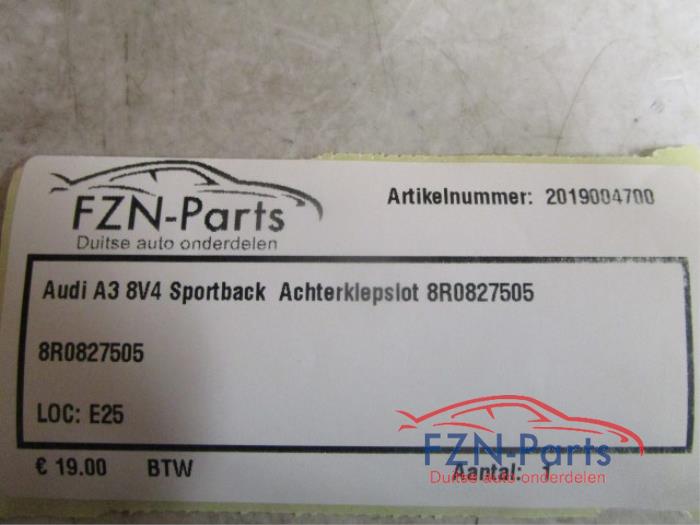 FZN-Parts
Duitse auto onderdelen
Artikelnummer: 2019004700
Audi A3 8V4 Sportback Achterklepslot 8R0827505
8R0827505
LOC: E25
€ 19.00 BTW Aantal: 1
FZN-Parts
Duitse auto onderdelen